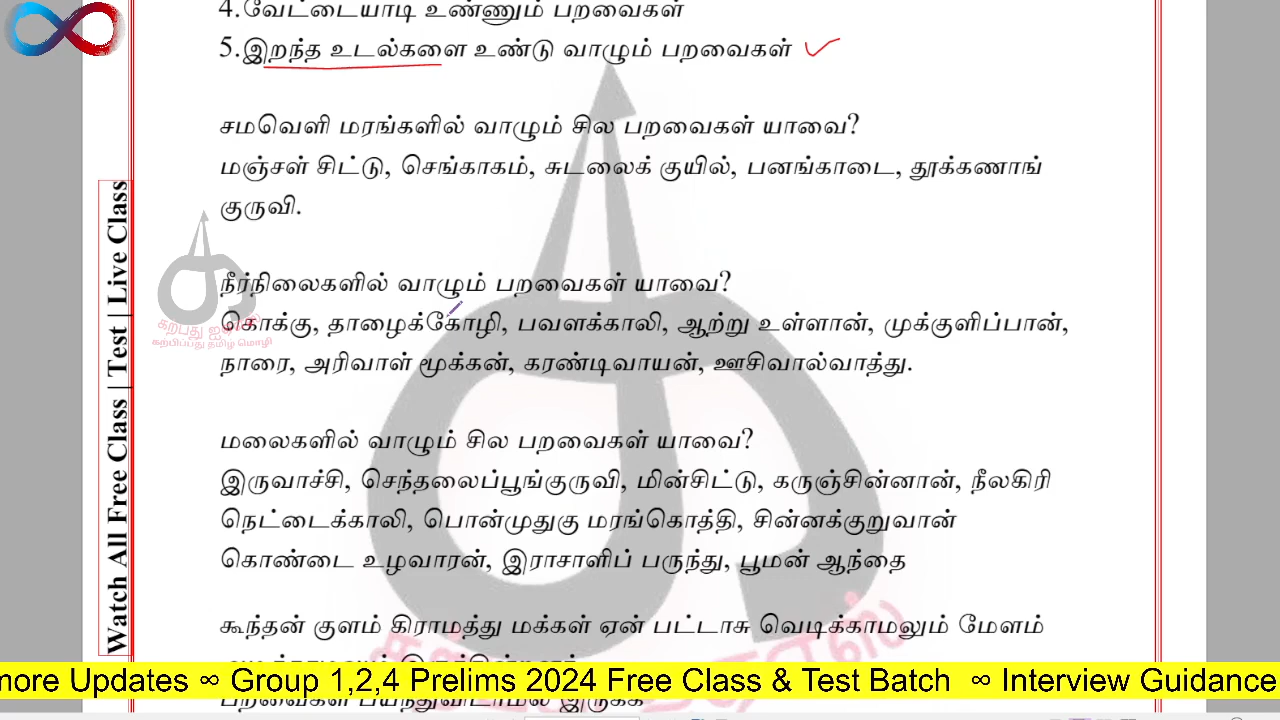 4.வேட்டையாடி உண்ணும் பறவைகள்
5.இறந்த உடல்களை உண்டு வாழும் பறவைகள்
சமவெளி மரங்களில் வாழும் சில பறவைகள் யாவை?
மஞ்சள் சிட்டு, செங்காகம், சுடலைக் குயில், பனங்காடை, தூக்கணாங்
குருவி.
நீர்நிலைகளில் வாழும் பறவைகள் யாவை?
கொக்கு, தாழைக்கோழி, பவளக்காலி, ஆற்று உள்ளான், முக்குளிப்பான்,
நாரை, அரிவாள் மூக்கன், கரண்டிவாயன், ஊசிவால்வாத்து.
மலைகளில் வாழும் சில பறவைகள் யாவை?
இருவாச்சி, செந்தலைப்பூங்குருவி, மின்சிட்டு, கருஞ்சின்னான், நீலகிரி
நெட்டைக்காலி, பொன்முதுகு மரங்கொத்தி, சின்னக்குறுவான்
கொண்டை உழவாரன், இராசாளிப் பருந்து, பூமன் ஆந்தை
கூந்தன் குளம் கிராமத்து மக்கள் ஏன் பட்டாசு வெடிக்காமலும் மேளம்
Watch All Free Class | Test | Live Class
கற்பித்பது தமிழ் மொழி
more Updates ∞ Group 1,2,4 Prelims 2024 Free Class & Test Batch ∞ Interview Guidance